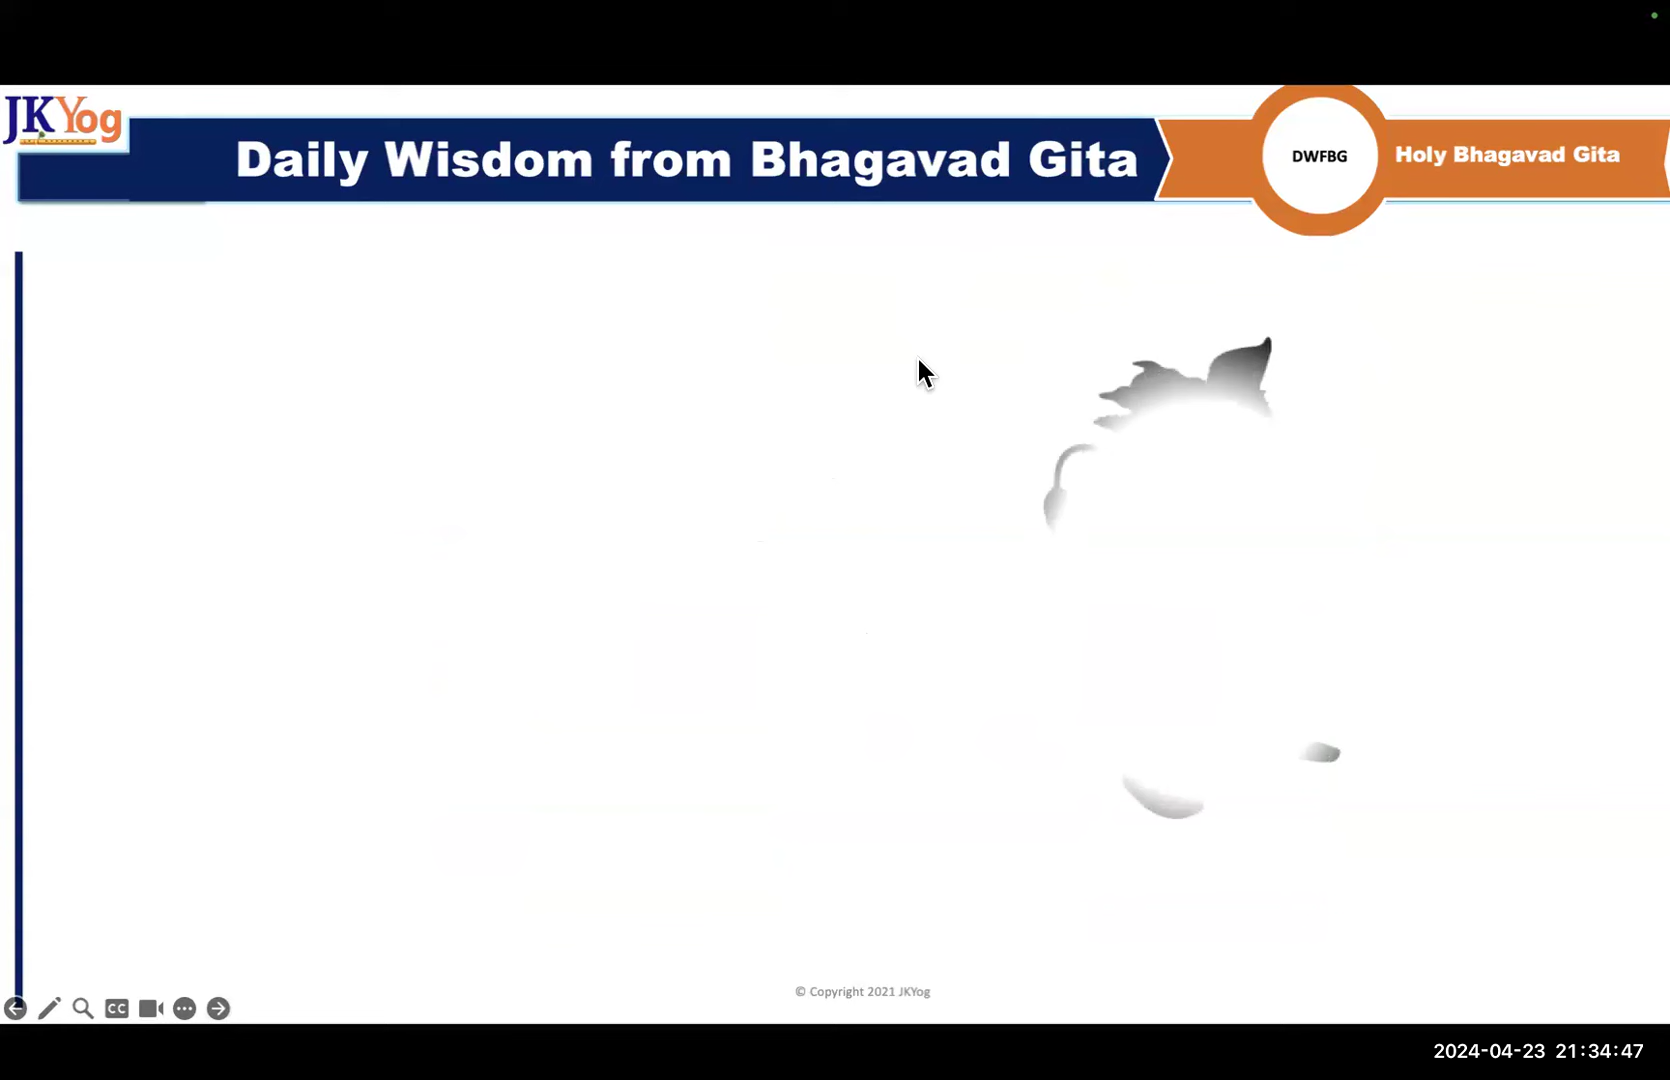 JKYog
Daily Wisdom from Bhagavad Gita
DWFBG
Holy Bhagavad Gita
© Copyright 2021 JKYog
CC
2024-04-23 21:34:47